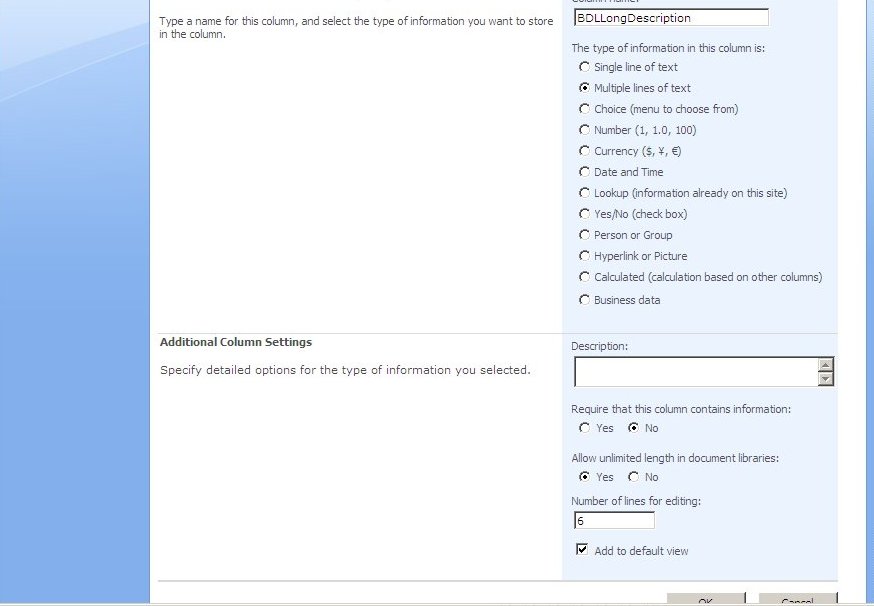 Column name:
Type a name for this column, and select the type of information you want to store
in the column.
BDLLongDescription
The type of information in this column is:
Single line of text
Multiple lines of text
Choice (menu to choose from)
Number (1, 1.0, 100)
Currency ($, ¥, €)
Date and Time
Lookup (information already on this site)
Yes/No (check box)
Person or Group
Hyperlink or Picture
Calculated (calculation based on other columns)
Business data
Additional Column Settings
Specify detailed options for the type of information you selected.
Description:
Require that this column contains information:
Yes No
Allow unlimited length in document libraries:
Yes No
Number of lines for editing:
6
Add to default view
OK Cancel